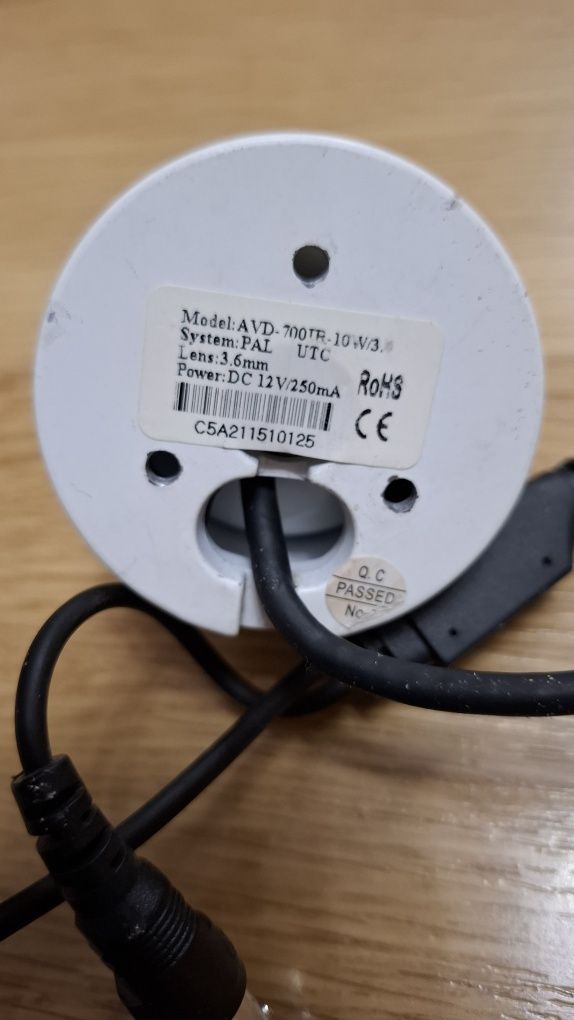 Model:AVD-700IR-10W/3.
System:PAL UTC
Lens:3.6mm
Power:DC 12V/250mA
RoHS
CE
C5A211510125
Q.C
PASSED
No